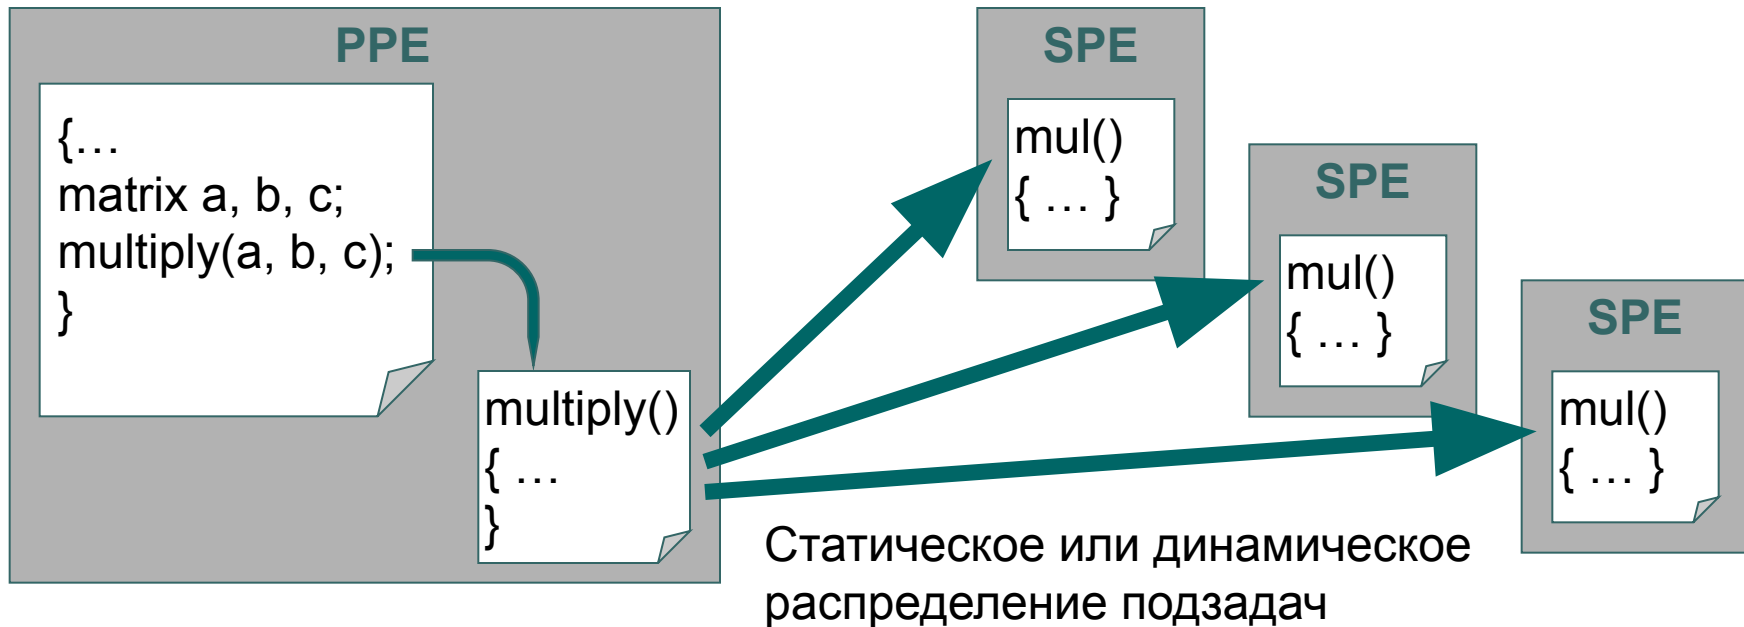 PPE
{…
matrix a, b, c;
multiply(a, b, c);
}
multiply()
{ …
}
SPE
mul()
{ … }
SPE
mul()
{ … }
SPE
mul()
{ … }
Статическое или динамическое
распределение подзадач